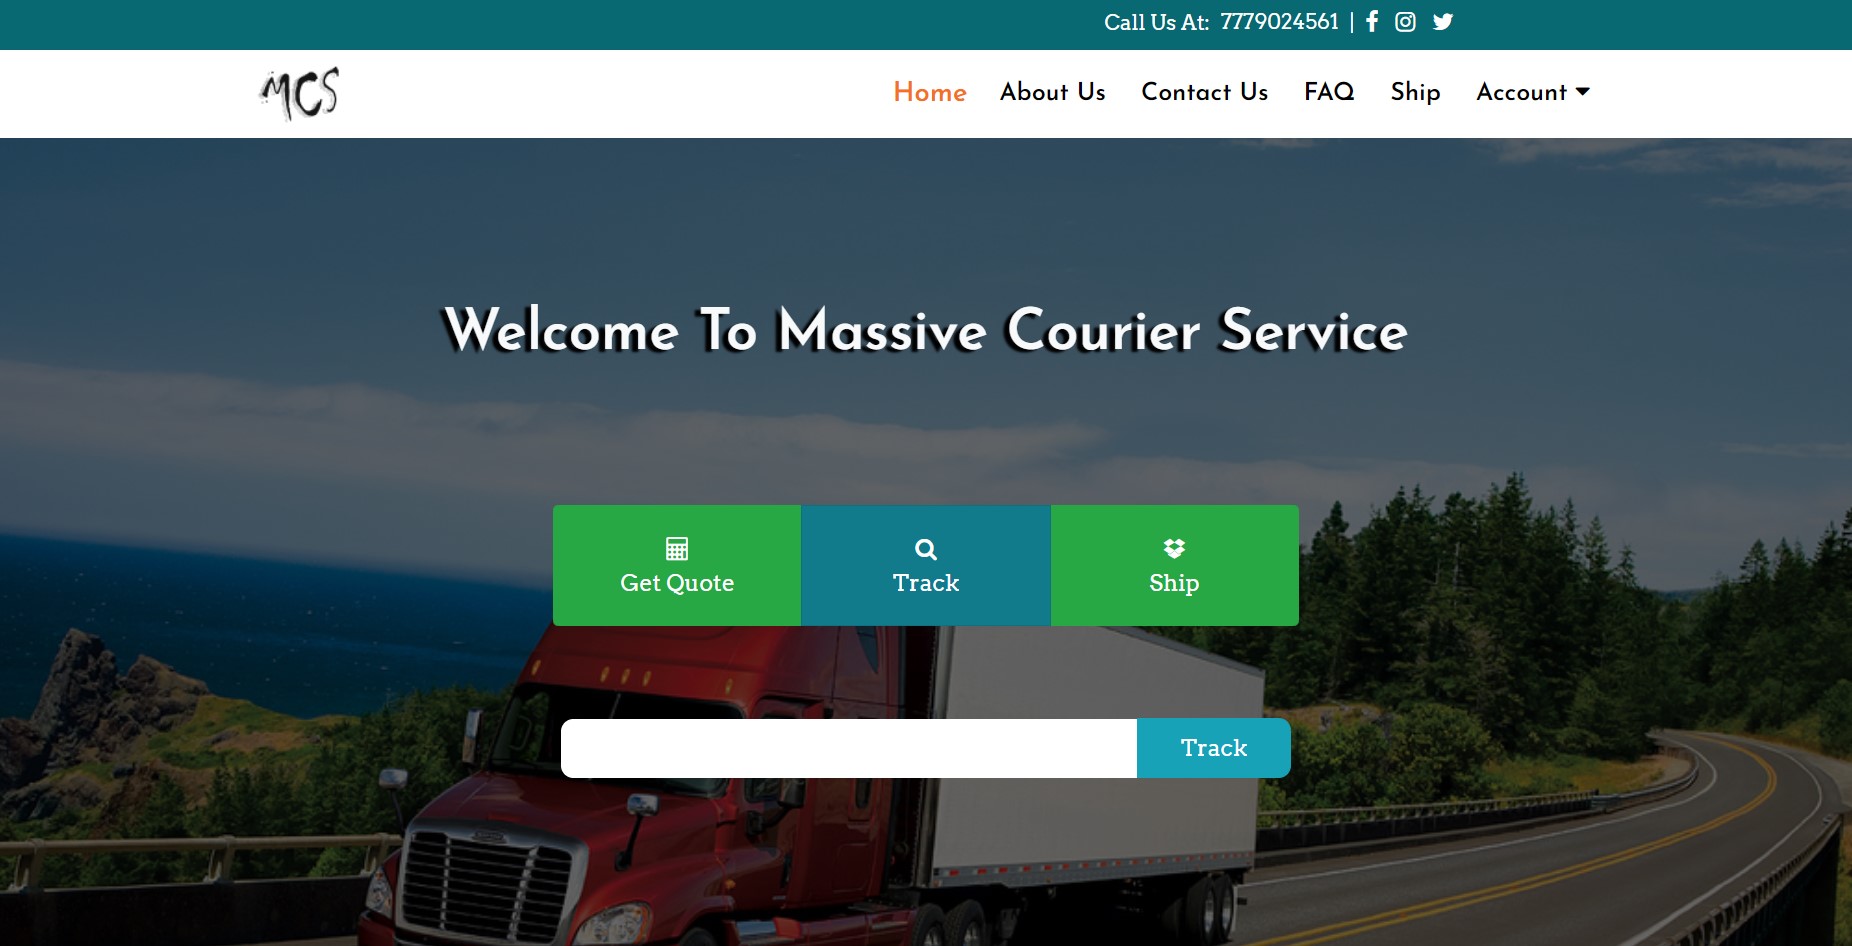 Call Us At: 7779024561 |
MCS
Home About Us Contact Us FAQ Ship Account
Welcome To Massive Courier Service
Get Quote Track Ship
Track